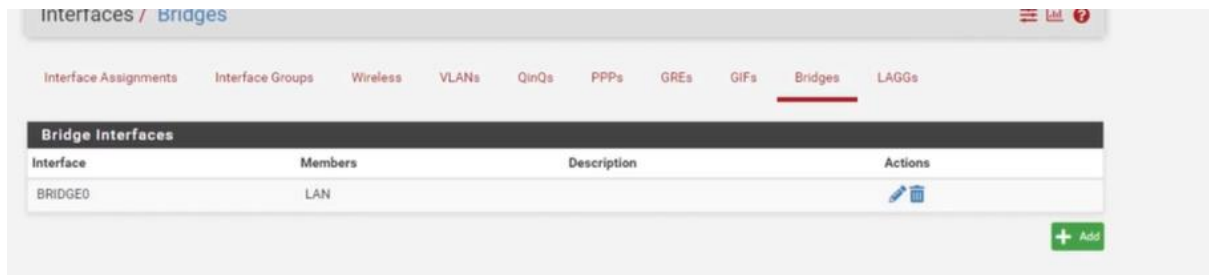 Interfaces / Bridges
Interface Assignments Interface Groups Wireless VLANs QinQs PPPs GREs GIFs Bridges LAGGs
Bridge Interfaces
Interface Members Description Actions
BRIDGE0 LAN
Add